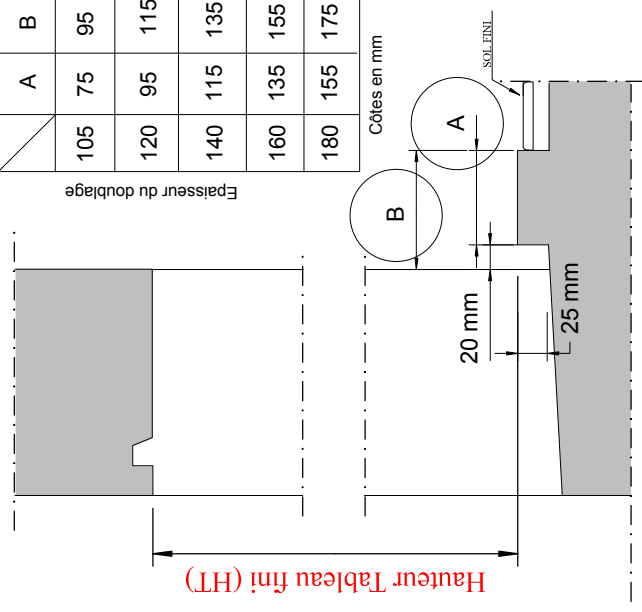 A B
105 75 95
120 95 115
140 115 135
160 135 155
180 155 175
Epaisseur du doublage
Côtes en mm
SOL FINI
A
B
20 mm
25 mm
Hauteur Tableau fini (HT)